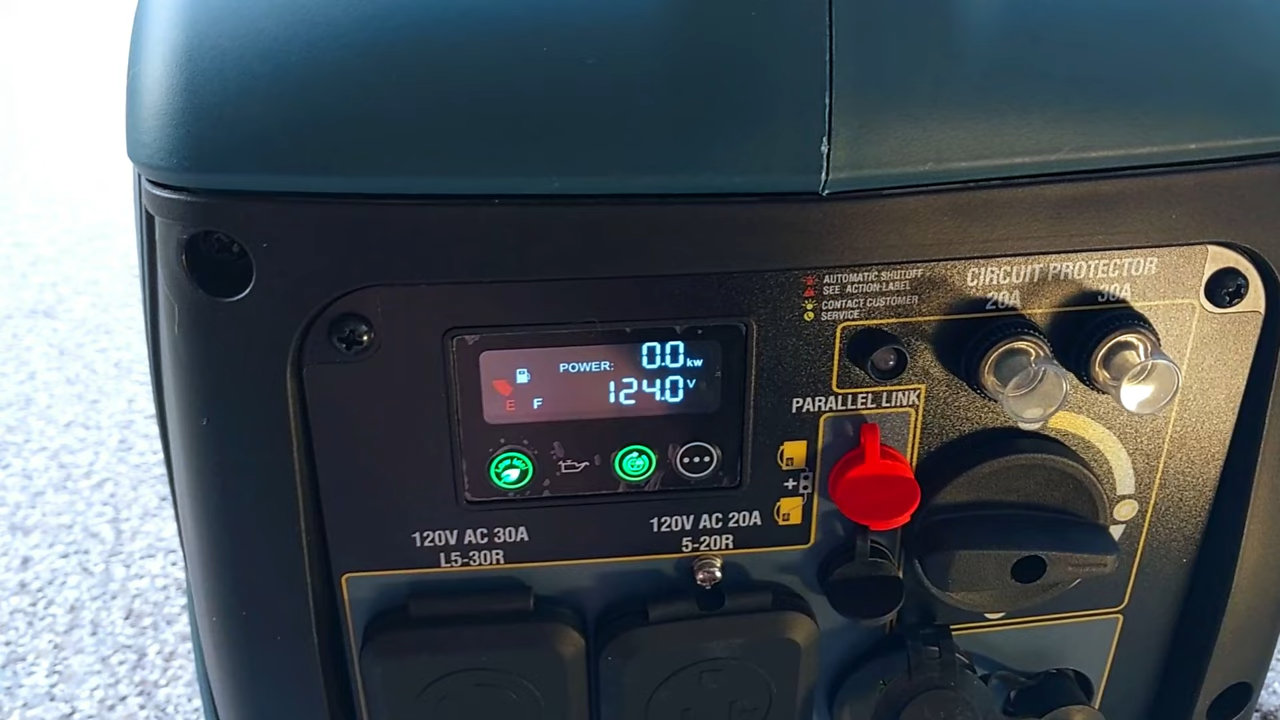 AUTOMATIC SHUTOFF
SEE ACTION LABEL
CONTACT CUSTOMER
SERVICE
CIRCUIT PROTECTOR
20A 30A
POWER: 0.0 kw
124.0 V
E F
PARALLEL LINK
+
120V AC 30A
L5-30R
120V AC 20A
5-20R